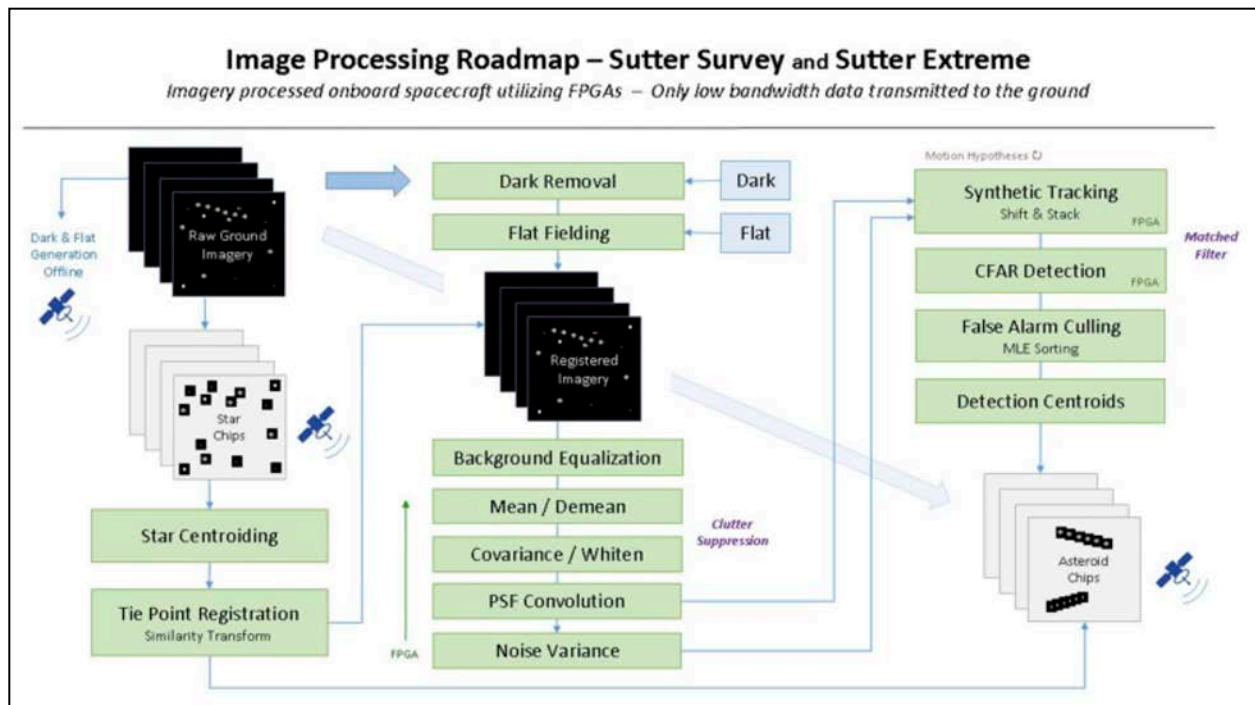 Image Processing Roadmap – Sutter Survey and Sutter Extreme
Imagery processed onboard spacecraft utilizing FPGAs – Only low bandwidth data transmitted to the ground
Raw Ground
Imagery
Dark & Flat
Generation
Offline
Star
Chips
Star Centroiding
Tie Point Registration
Similarity Transform
Dark Removal
Dark
Flat Fielding
Flat
Registered
Imagery
Background Equalization
Mean / Demean
Covariance / Whiten
PSF Convolution
Noise Variance
FPGA
Clutter
Suppression
Motion Hypotheses ↻
Synthetic Tracking
Shift & Stack
FPGA
CFAR Detection
FPGA
Matched
Filter
False Alarm Culling
MLE Sorting
Detection Centroids
Asteroid
Chips